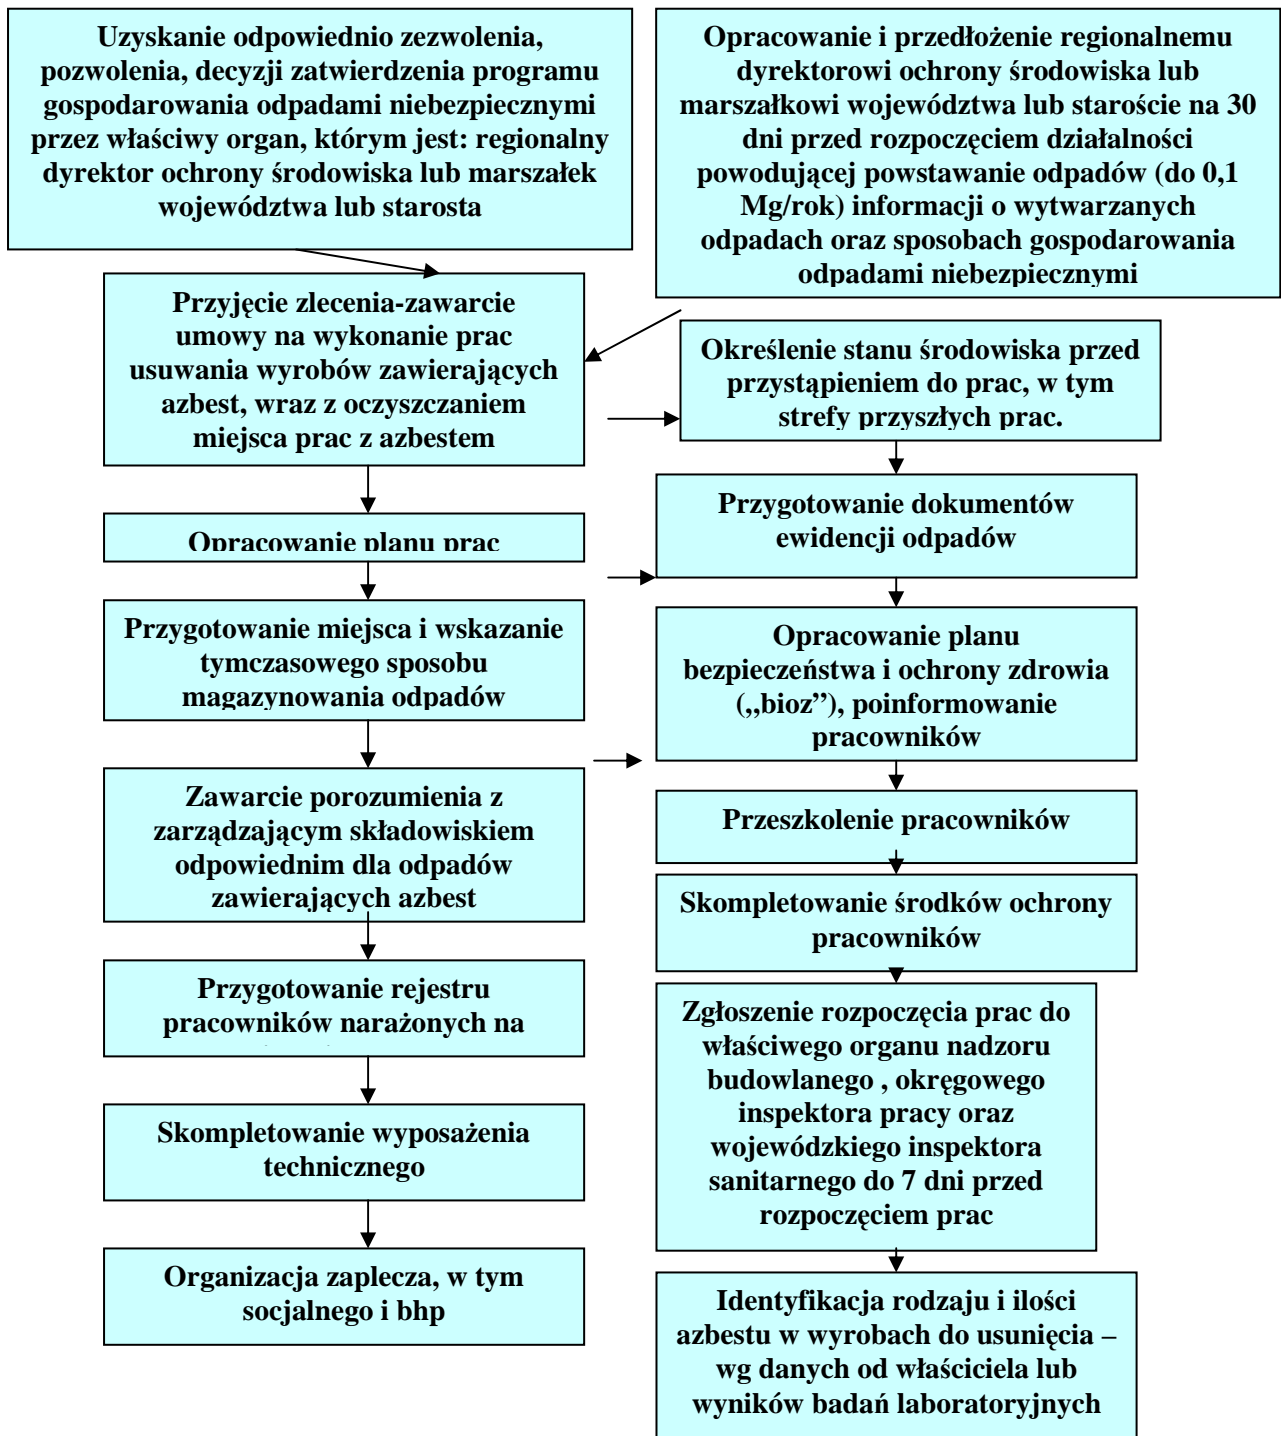 Uzyskanie odpowiednio zezwolenia,
pozwolenia, decyzji zatwierdzenia programu
gospodarowania odpadami niebezpiecznymi
przez właściwy organ, którym jest: regionalny
dyrektor ochrony środowiska lub marszałek
województwa lub starosta
Opracowanie i przedłożenie regionalnemu
dyrektorowi ochrony środowiska lub
marszałkowi województwa lub staroście na 30
dni przed rozpoczęciem działalności
powodującej powstawanie odpadów (do 0,1
Mg/rok) informacji o wytwarzanych
odpadach oraz sposobach gospodarowania
odpadami niebezpiecznymi
Przyjęcie zlecenia-zawarcie
umowy na wykonanie prac
usuwania wyrobów zawierających
azbest, wraz z oczyszczaniem
miejsca prac z azbestem
Określenie stanu środowiska przed
przystąpieniem do prac, w tym
strefy przyszłych prac.
Opracowanie planu prac
Przygotowanie dokumentów
ewidencji odpadów
Przygotowanie miejsca i wskazanie
tymczasowego sposobu
magazynowania odpadów
Opracowanie planu
bezpieczeństwa i ochrony zdrowia
(„bioz”), poinformowanie
pracowników
Zawarcie porozumienia z
zarządzającym składowiskiem
odpowiednim dla odpadów
zawierających azbest
Przeszkolenie pracowników
Skompletowanie środków ochrony
pracowników
Przygotowanie rejestru
pracowników narażonych na
Zgłoszenie rozpoczęcia prac do
właściwego organu nadzoru
budowlanego , okręgowego
inspektora pracy oraz
wojewódzkiego inspektora
sanitarnego do 7 dni przed
rozpoczęciem prac
Skompletowanie wyposażenia
technicznego
Organizacja zaplecza, w tym
socjalnego i bhp
Identyfikacja rodzaju i ilości
azbestu w wyrobach do usunięcia –
wg danych od właściciela lub
wyników badań laboratoryjnych